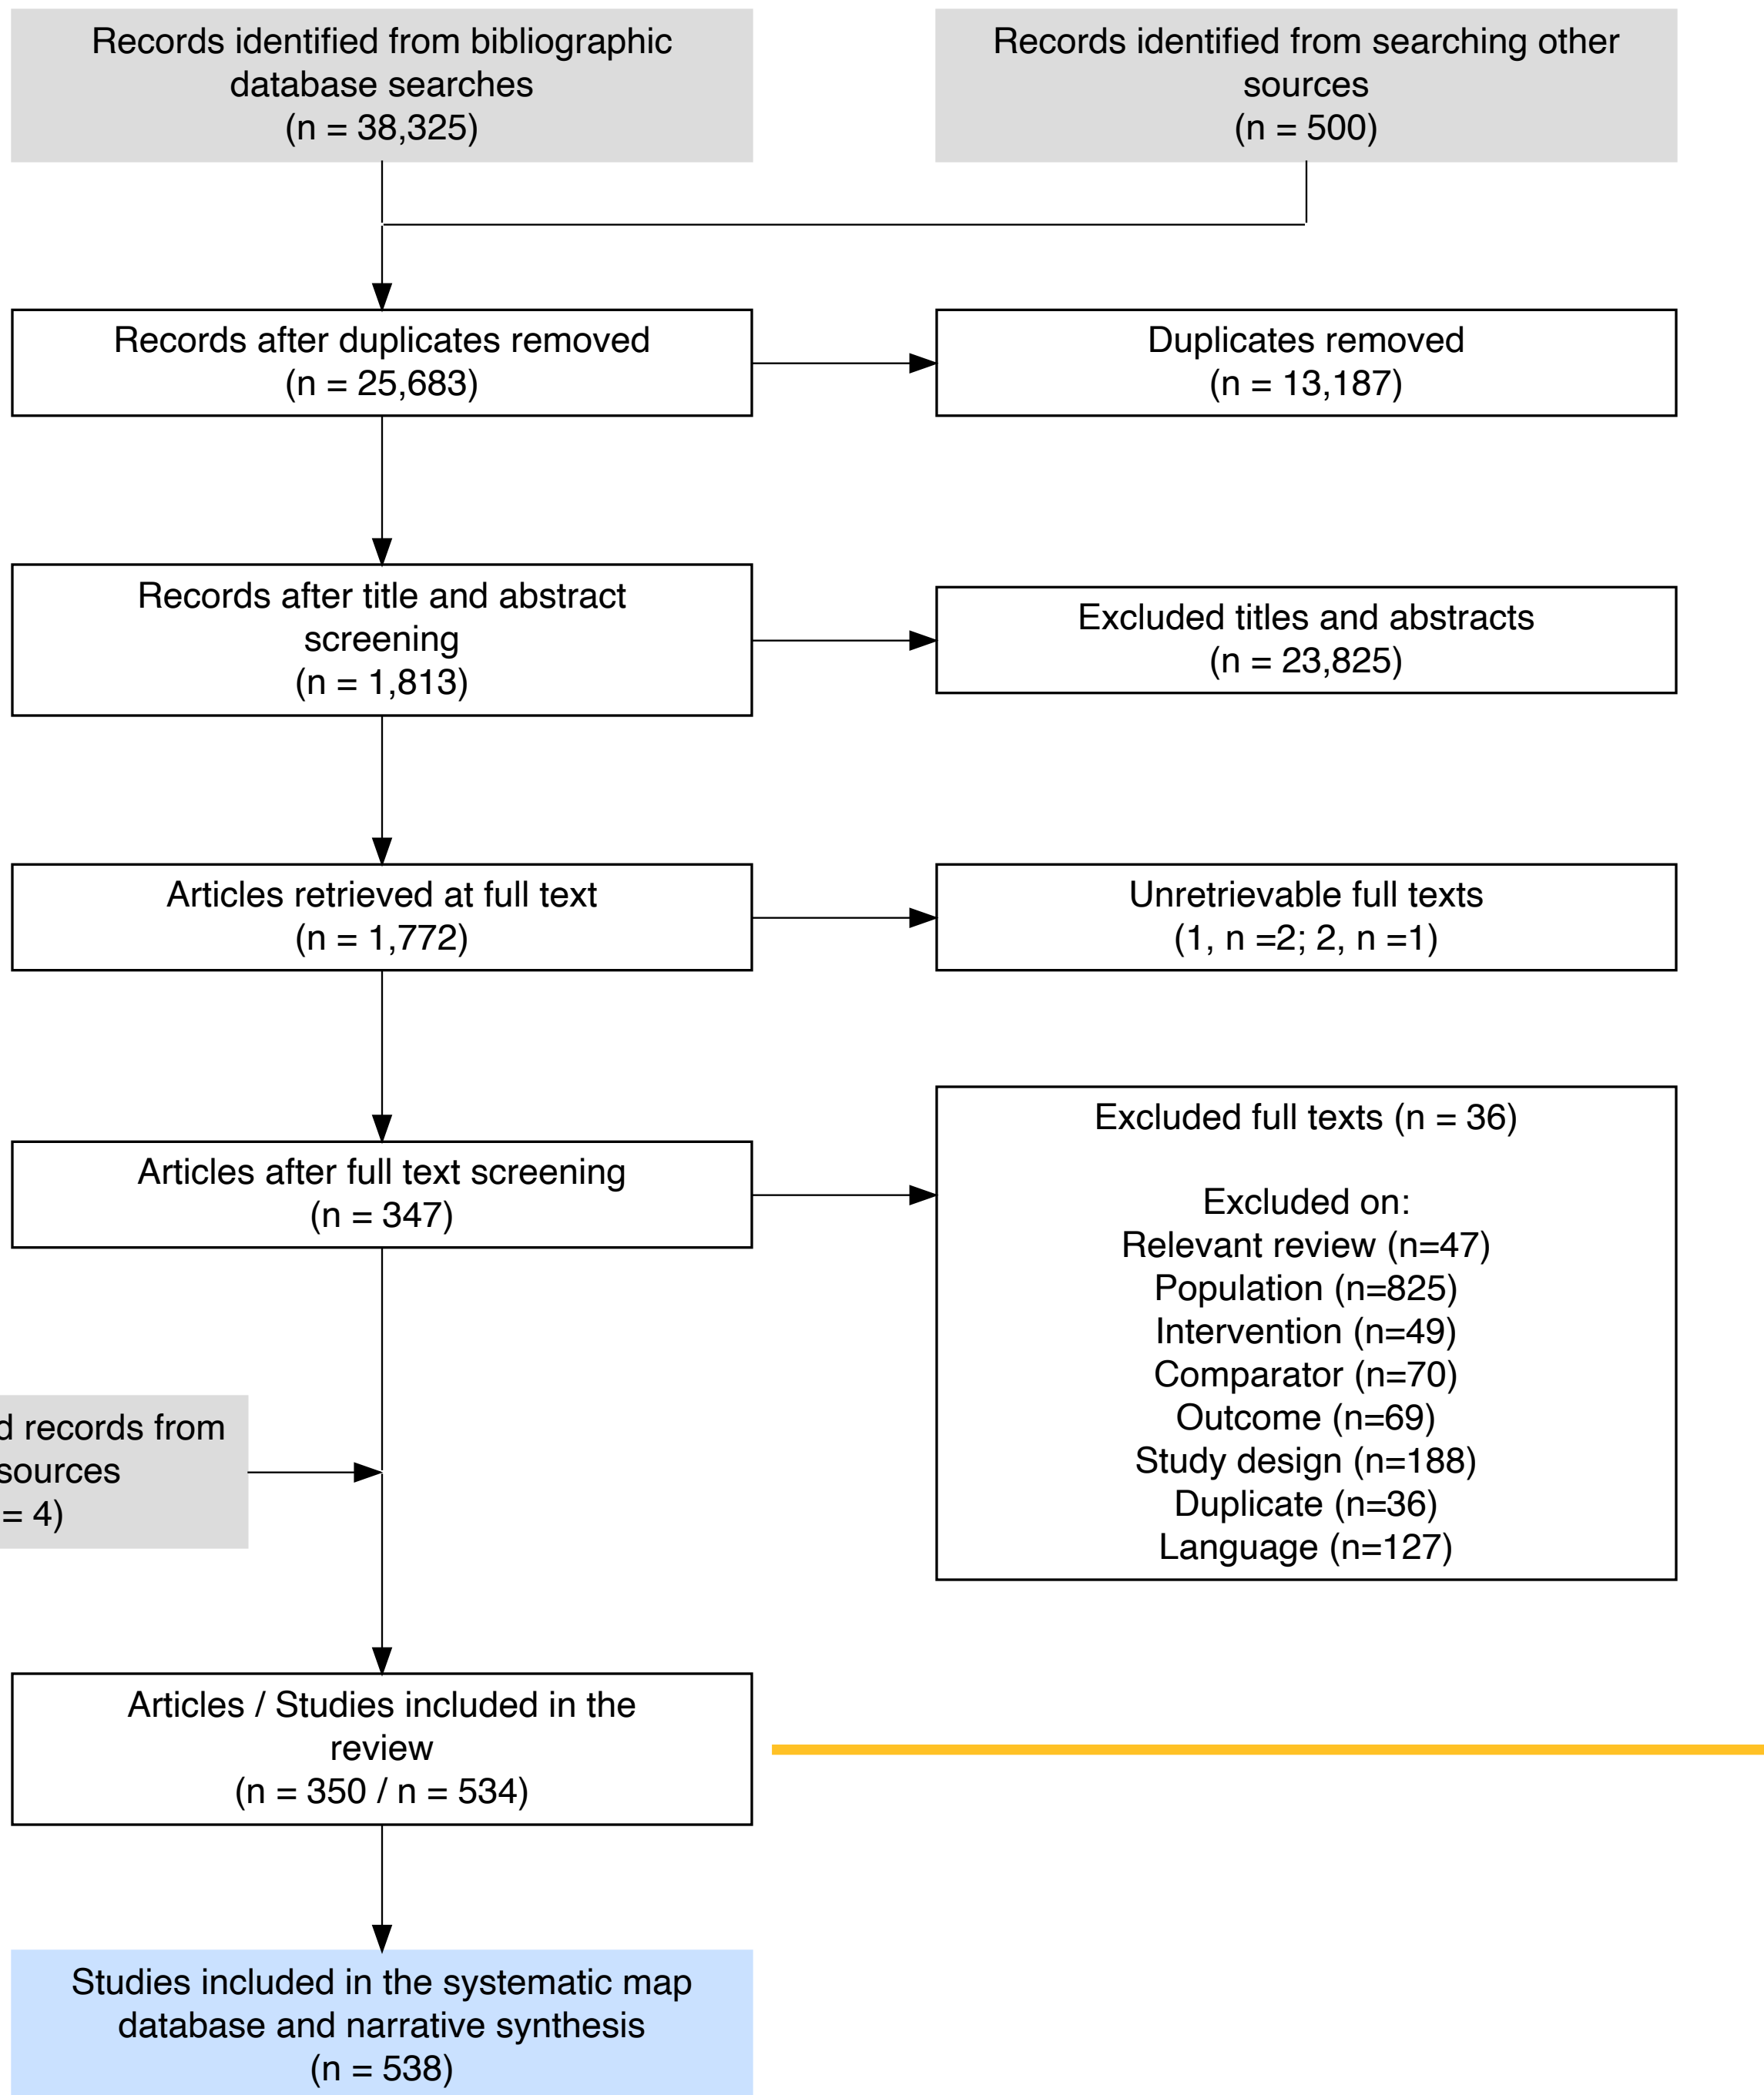 Records identified from bibliographic
database searches
(n = 38,325)
Records identified from searching other
sources
(n = 500)
Records after duplicates removed
(n = 25,683)
Duplicates removed
(n = 13,187)
Records after title and abstract
screening
(n = 1,813)
Excluded titles and abstracts
(n = 23,825)
Articles retrieved at full text
(n = 1,772)
Unretrievable full texts
(1, n =2; 2, n =1)
Articles after full text screening
(n = 347)
Excluded full texts (n = 36)
Excluded on:
Relevant review (n=47)
Population (n=825)
Intervention (n=49)
Comparator (n=70)
Outcome (n=69)
Study design (n=188)
Duplicate (n=36)
Language (n=127)
records from
sources
= 4)
Articles / Studies included in the
review
(n = 350 / n = 534)
Studies included in the systematic map
database and narrative synthesis
(n = 538)